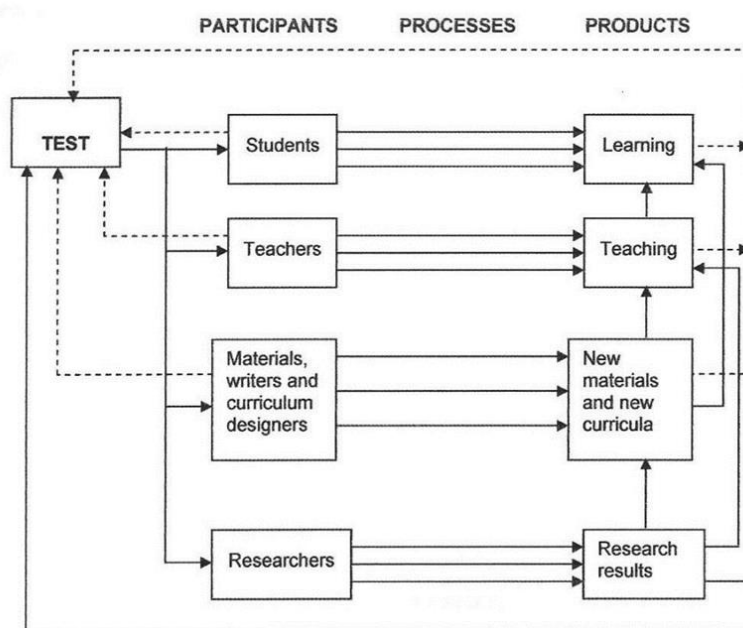 PARTICIPANTS PROCESSES PRODUCTS
TEST
Students
Learning
Teachers
Teaching
Materials,
writers and
curriculum
designers
New
materials
and new
curricula
Researchers
Research
results